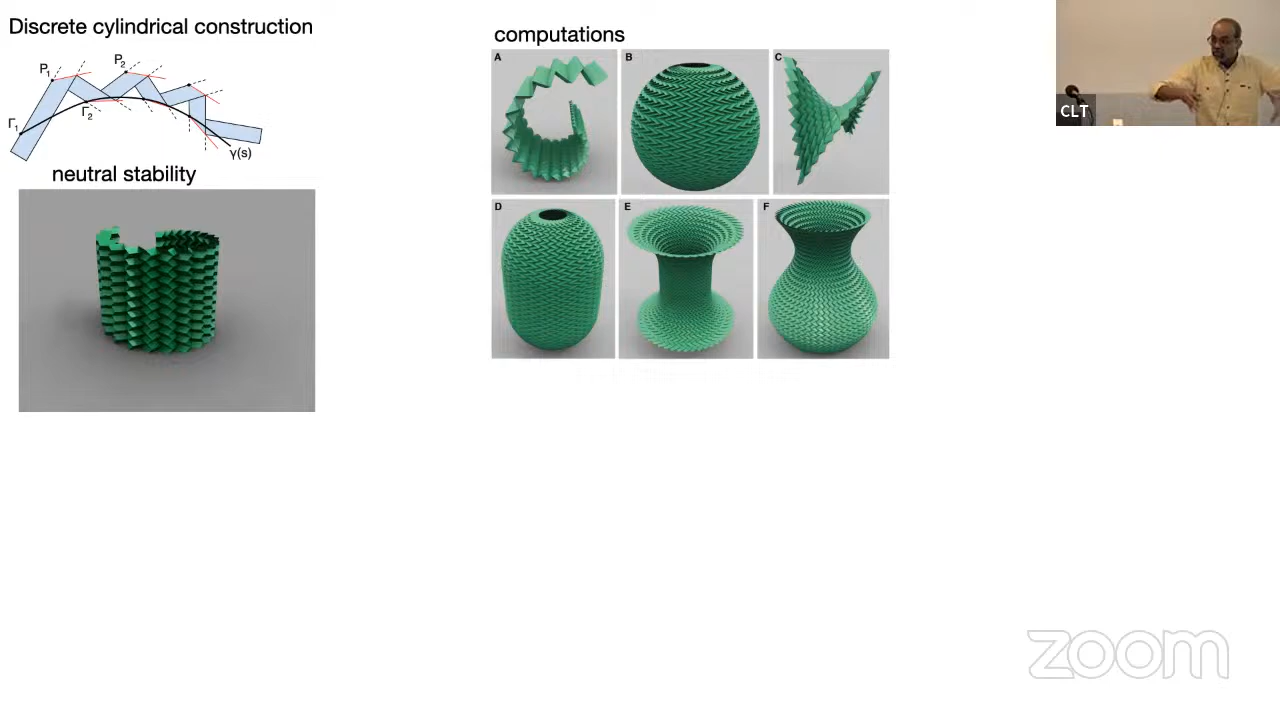 Discrete cylindrical construction
P1
P2
Γ1
Γ2
γ(s)
neutral stability
computations
A
B
C
D
E
F
CLT
zoom